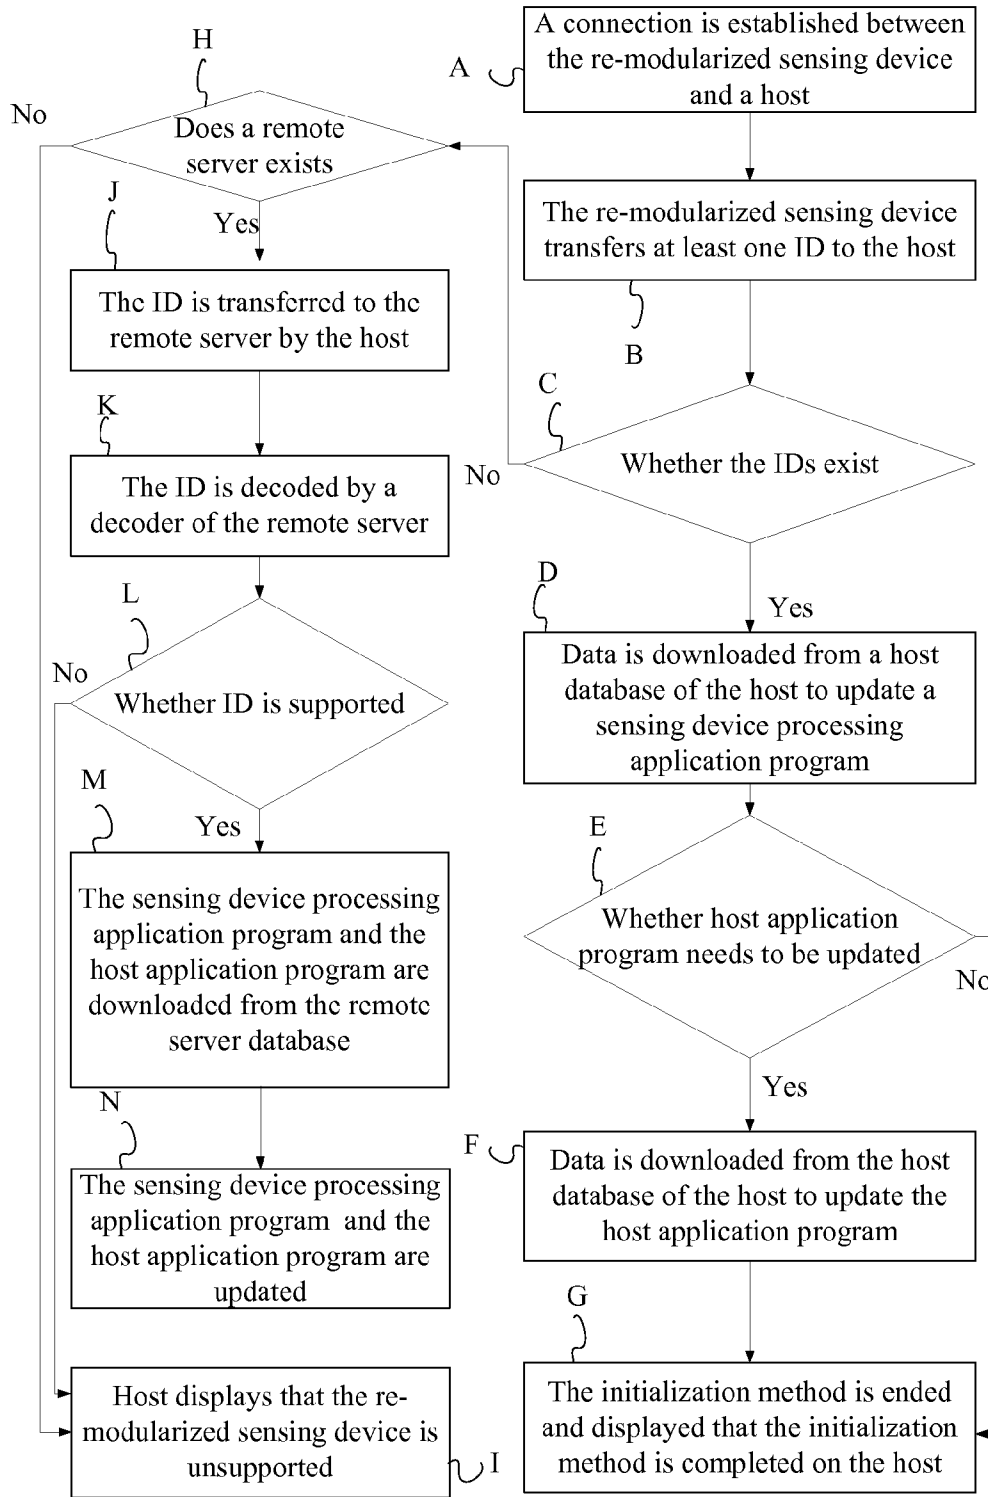 A
A connection is established between
the re-modularized sensing device
and a host
The re-modularized sensing device
transfers at least one ID to the host
B
C
Whether the IDs exist
No
Yes
D
Data is downloaded from a host
database of the host to update a
sensing device processing
application program
E
Whether host application
program needs to be updated
No
Yes
F
Data is downloaded from the host
database of the host to update the
host application program
G
The initialization method is ended
and displayed that the initialization
method is completed on the host
H
No
Does a remote
server exists
Yes
J
The ID is transferred to the
remote server by the host
K
The ID is decoded by a
decoder of the remote server
L
No
Whether ID is supported
Yes
M
The sensing device processing
application program and the
host application program are
downloaded from the remote
server database
N
The sensing device processing
application program and the
host application program are
updated
Host displays that the re-
modularized sensing device is
unsupported
I